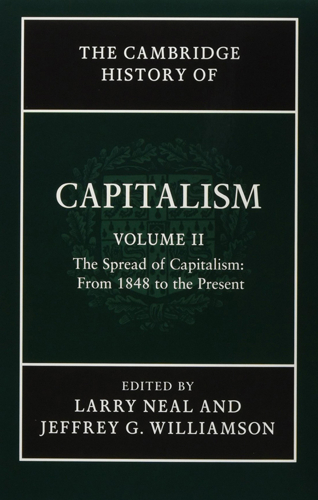 THE CAMBRIDGE
HISTORY OF
CAPITALISM
VOLUME II
The Spread of Capitalism:
From 1848 to the Present
EDITED BY
LARRY NEAL AND
JEFFREY G. WILLIAMSON